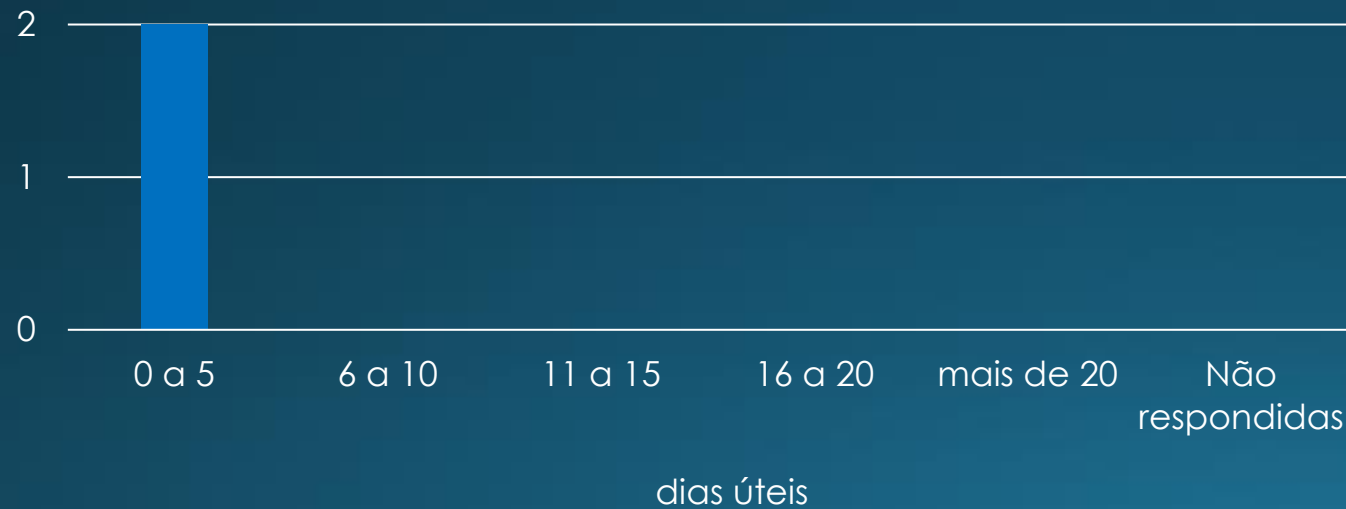 2
1
0
0 a 5
6 a 10
11 a 15
16 a 20
mais de 20
Não
respondidas
dias úteis